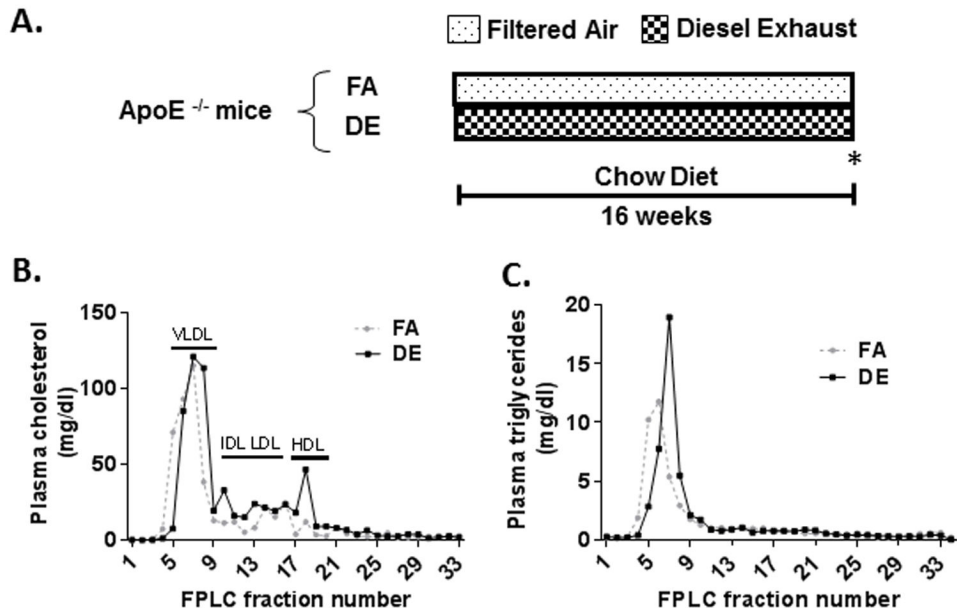 A.
Filtered Air Diesel Exhaust
ApoE -/- mice
FA
DE
*
Chow Diet
16 weeks
B.
Plasma cholesterol
(mg/dl)
150
100
50
0
VLDL
IDL LDL
HDL
FA
DE
1 5 9 13 17 21 25 29 33
FPLC fraction number
C.
Plasma triglycerides
(mg/dl)
20
15
10
5
0
FA
DE
1 5 9 13 17 21 25 29 33
FPLC fraction number